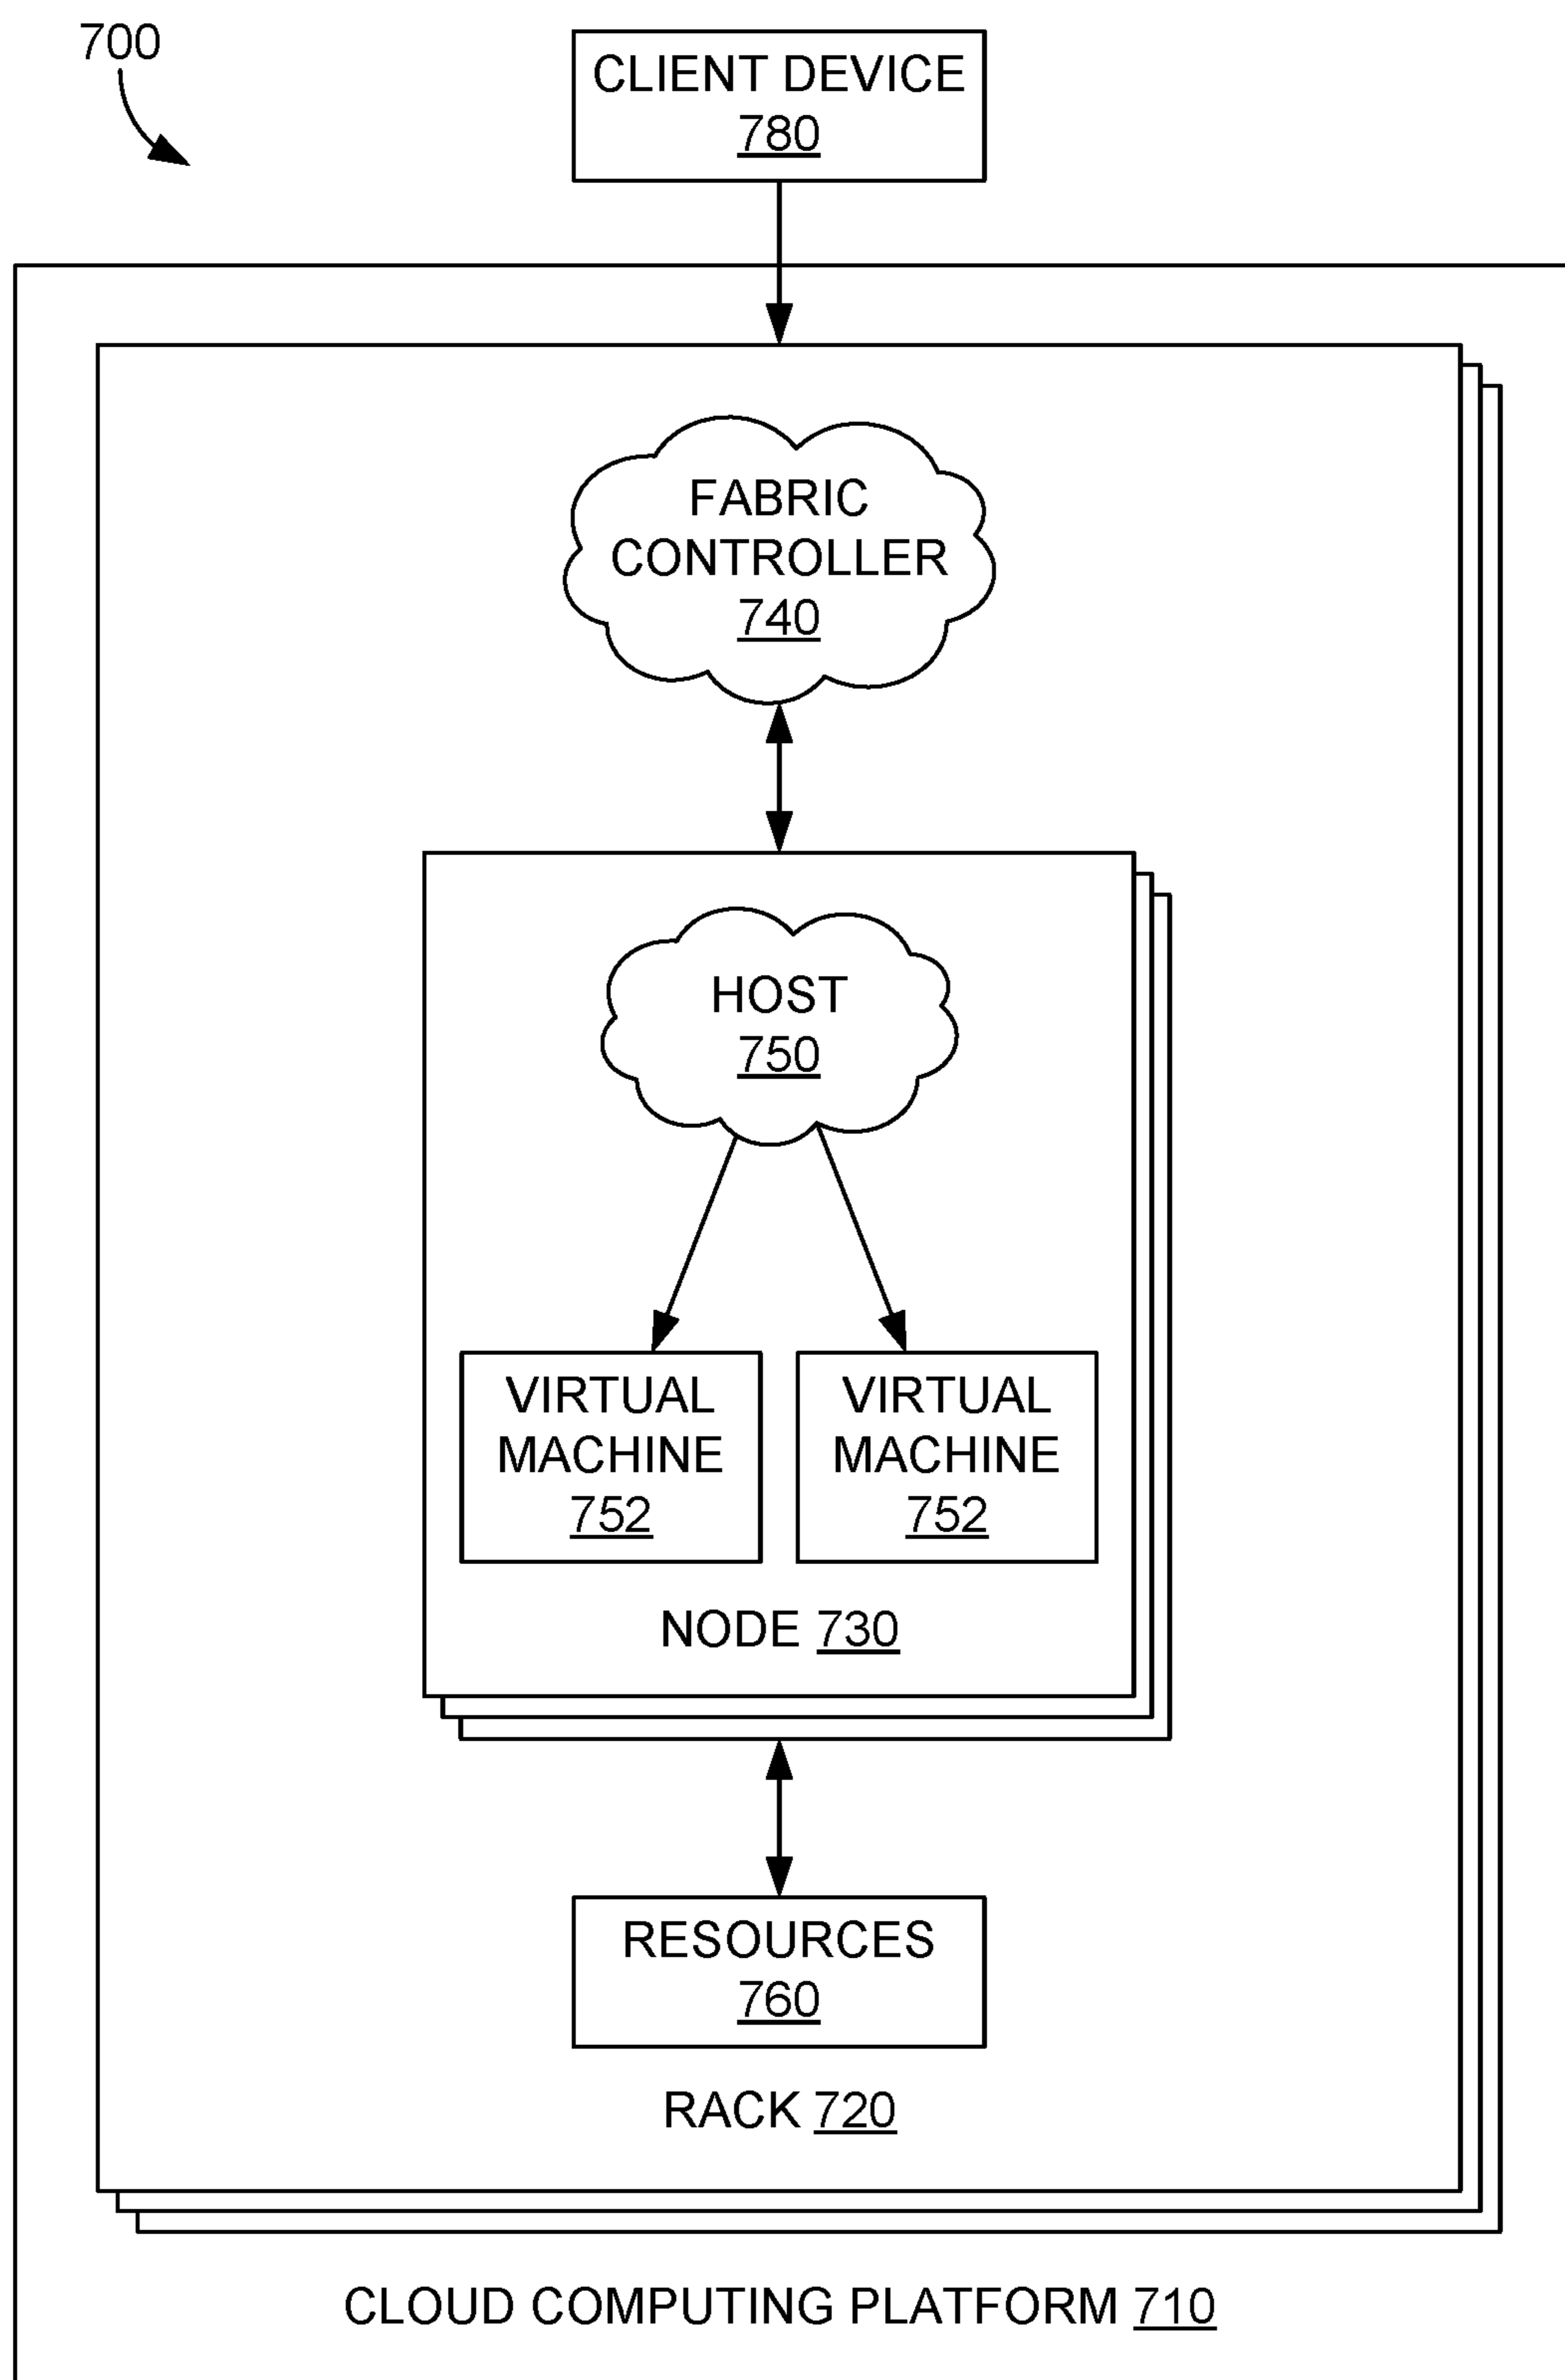 700
CLIENT DEVICE
780
FABRIC
CONTROLLER
740
HOST
750
VIRTUAL
MACHINE
752
VIRTUAL
MACHINE
752
NODE 730
RESOURCES
760
RACK 720
CLOUD COMPUTING PLATFORM 710